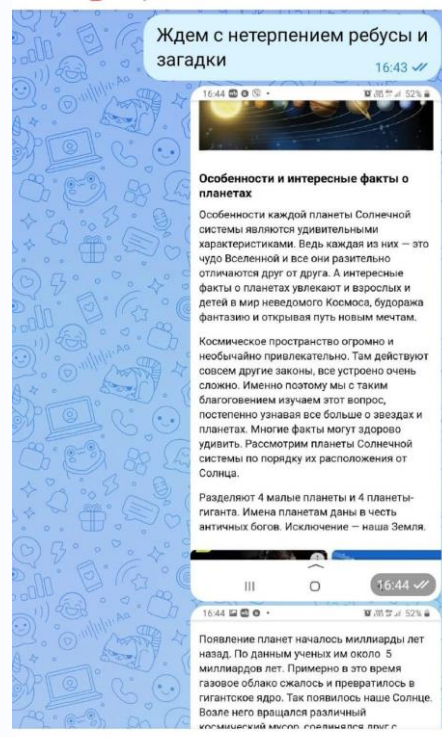 Ждем с нетерпением ребусы и
загадки
16:43
16:44
52%
Особенности и интересные факты о
планетах
Особенности каждой планеты Солнечной
системы являются удивительными
характеристиками. Ведь каждая из них — это
чудо Вселенной и все они разительно
отличаются друг от друга. А интересные
факты о планетах увлекают и взрослых и
детей в мир неведомого Космоса, будоража
фантазию и открывая путь новым мечтам.
Космическое пространство огромно и
необычайно привлекательно. Там действуют
совсем другие законы, все устроено очень
сложно. Именно поэтому мы с таким
благоговением изучаем этот вопрос,
постепенно узнавая все больше о звездах и
планетах. Многие факты могут здорово
удивить. Рассмотрим планеты Солнечной
системы по порядку их расположения от
Солнца.
Разделяют 4 малые планеты и 4 планеты-
гиганта. Имена планетам даны в честь
античных богов. Исключение — наша Земля.
16:44
16:44
52%
Появление планет началось миллиарды лет
назад. По данным ученых им около 5
миллиардов лет. Примерно в это время
газовое облако сжалось и превратилось в
гигантское ядро. Так появилось наше Солнце.
Возле него вращался различный
космический мусор, соединялся друг с